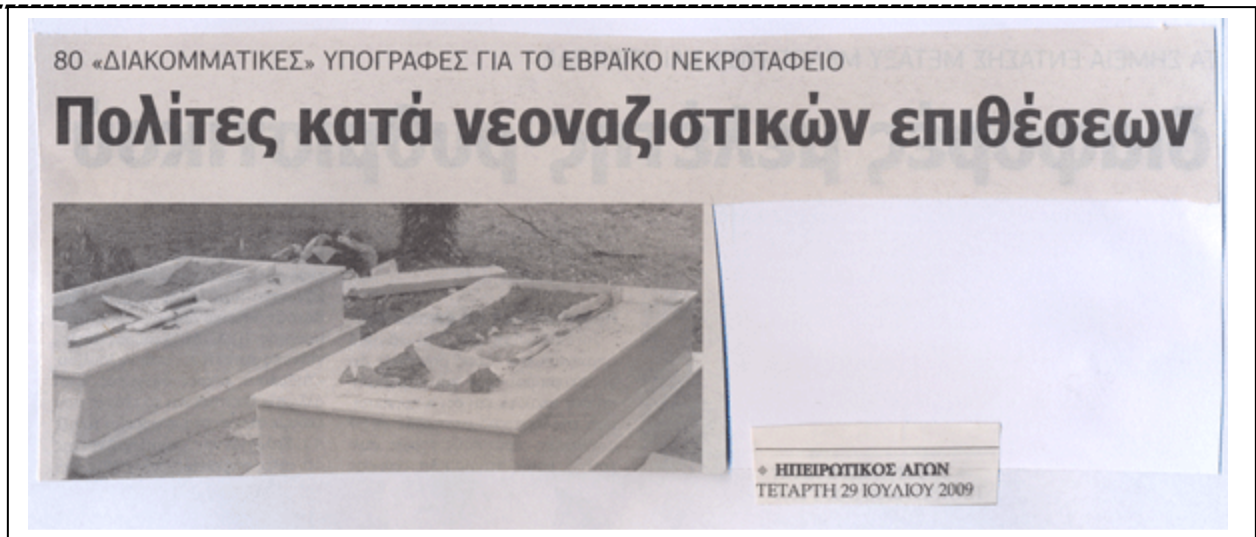 80 «ΔΙΑΚΟΜΜΑΤΙΚΕΣ» ΥΠΟΓΡΑΦΕΣ ΓΙΑ ΤΟ ΕΒΡΑΪΚΟ ΝΕΚΡΟΤΑΦΕΙΟ
Πολίτες κατά νεοναζιστικών επιθέσεων
ΗΠΕΙΡΩΤΙΚΟΣ ΑΓΩΝ
ΤΕΤΑΡΤΗ 29 ΙΟΥΛΙΟΥ 2009